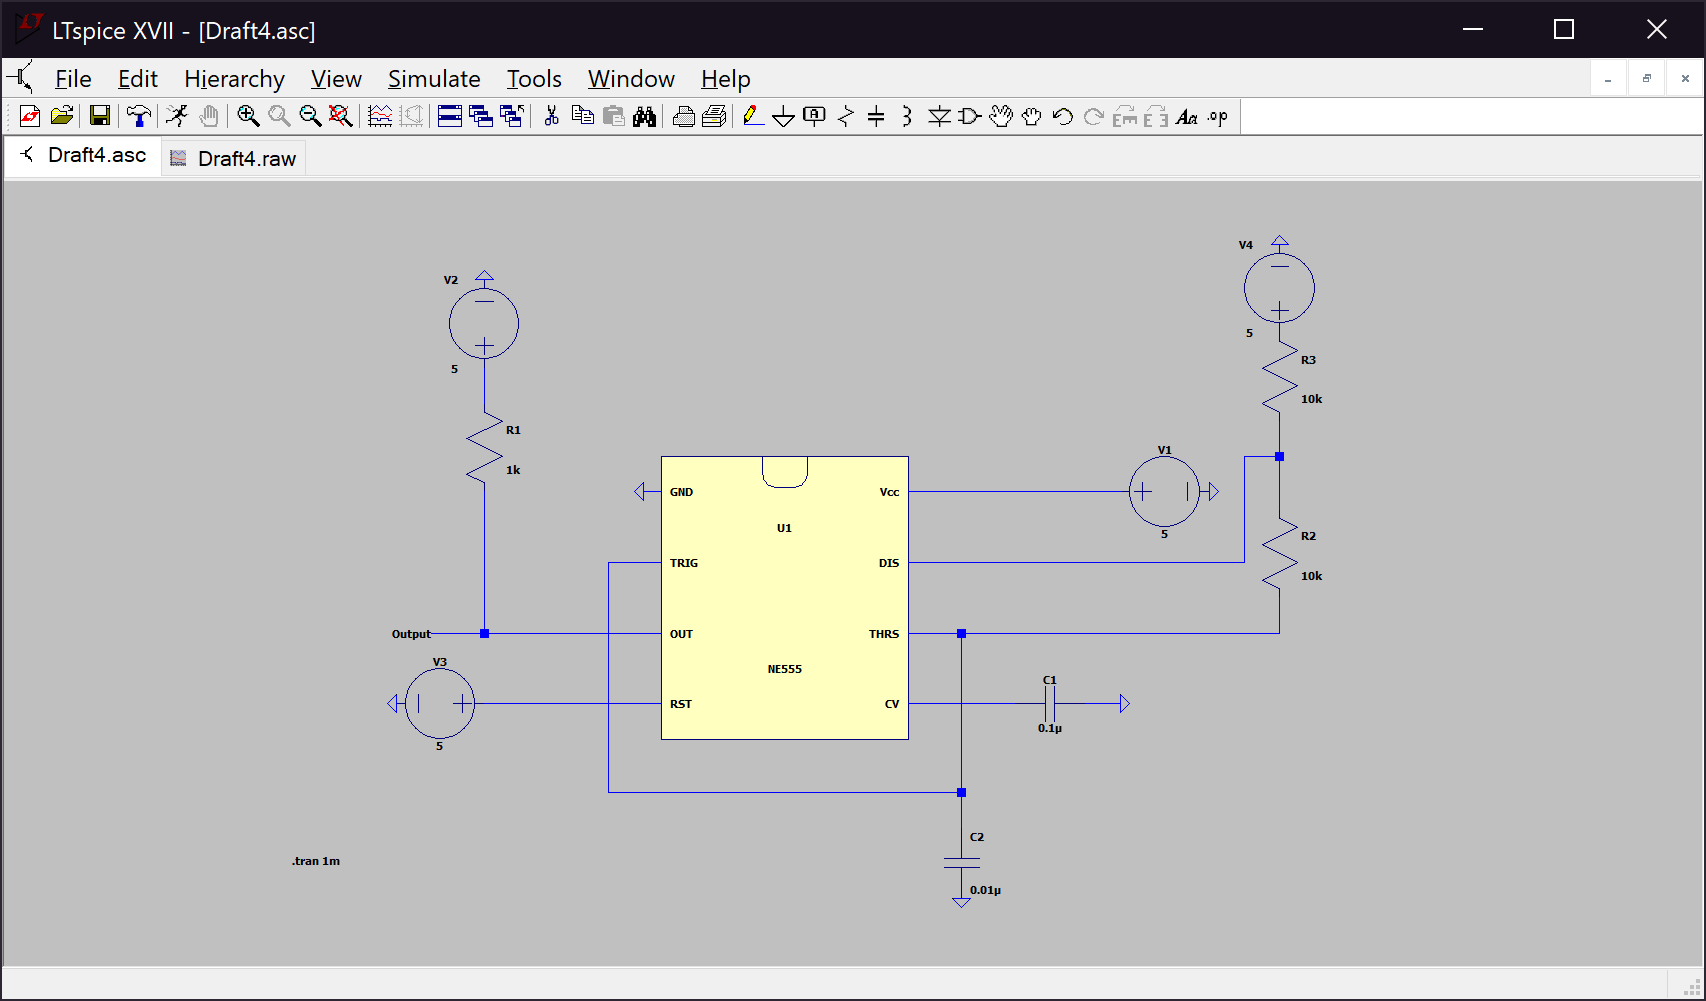 LTspice XVII - [Draft4.asc]
File Edit Hierarchy View Simulate Tools Window Help
Draft4.asc Draft4.raw
V4
V2
5
5
R3
10k
R1
1k
V1
5
GND
Vcc
U1
R2
10k
TRIG
DIS
Output
OUT
THRS
V3
5
NE555
RST
CV
C1
0.1µ
C2
0.01µ
.tran 1m